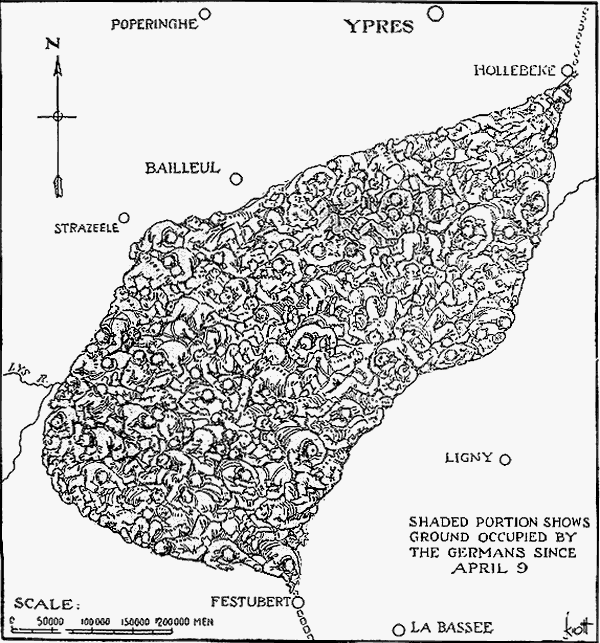 POPERINGHE
YPRES
N
HOLLEBEKE
BAILLEUL
STRAZEELE
LYS R.
LIGNY
SHADED PORTION SHOWS
GROUND OCCUPIED BY
THE GERMANS SINCE
APRIL 9
SCALE:
0 50000 100000 150000 200000 MEN
FESTUBERT
LA BASSEE